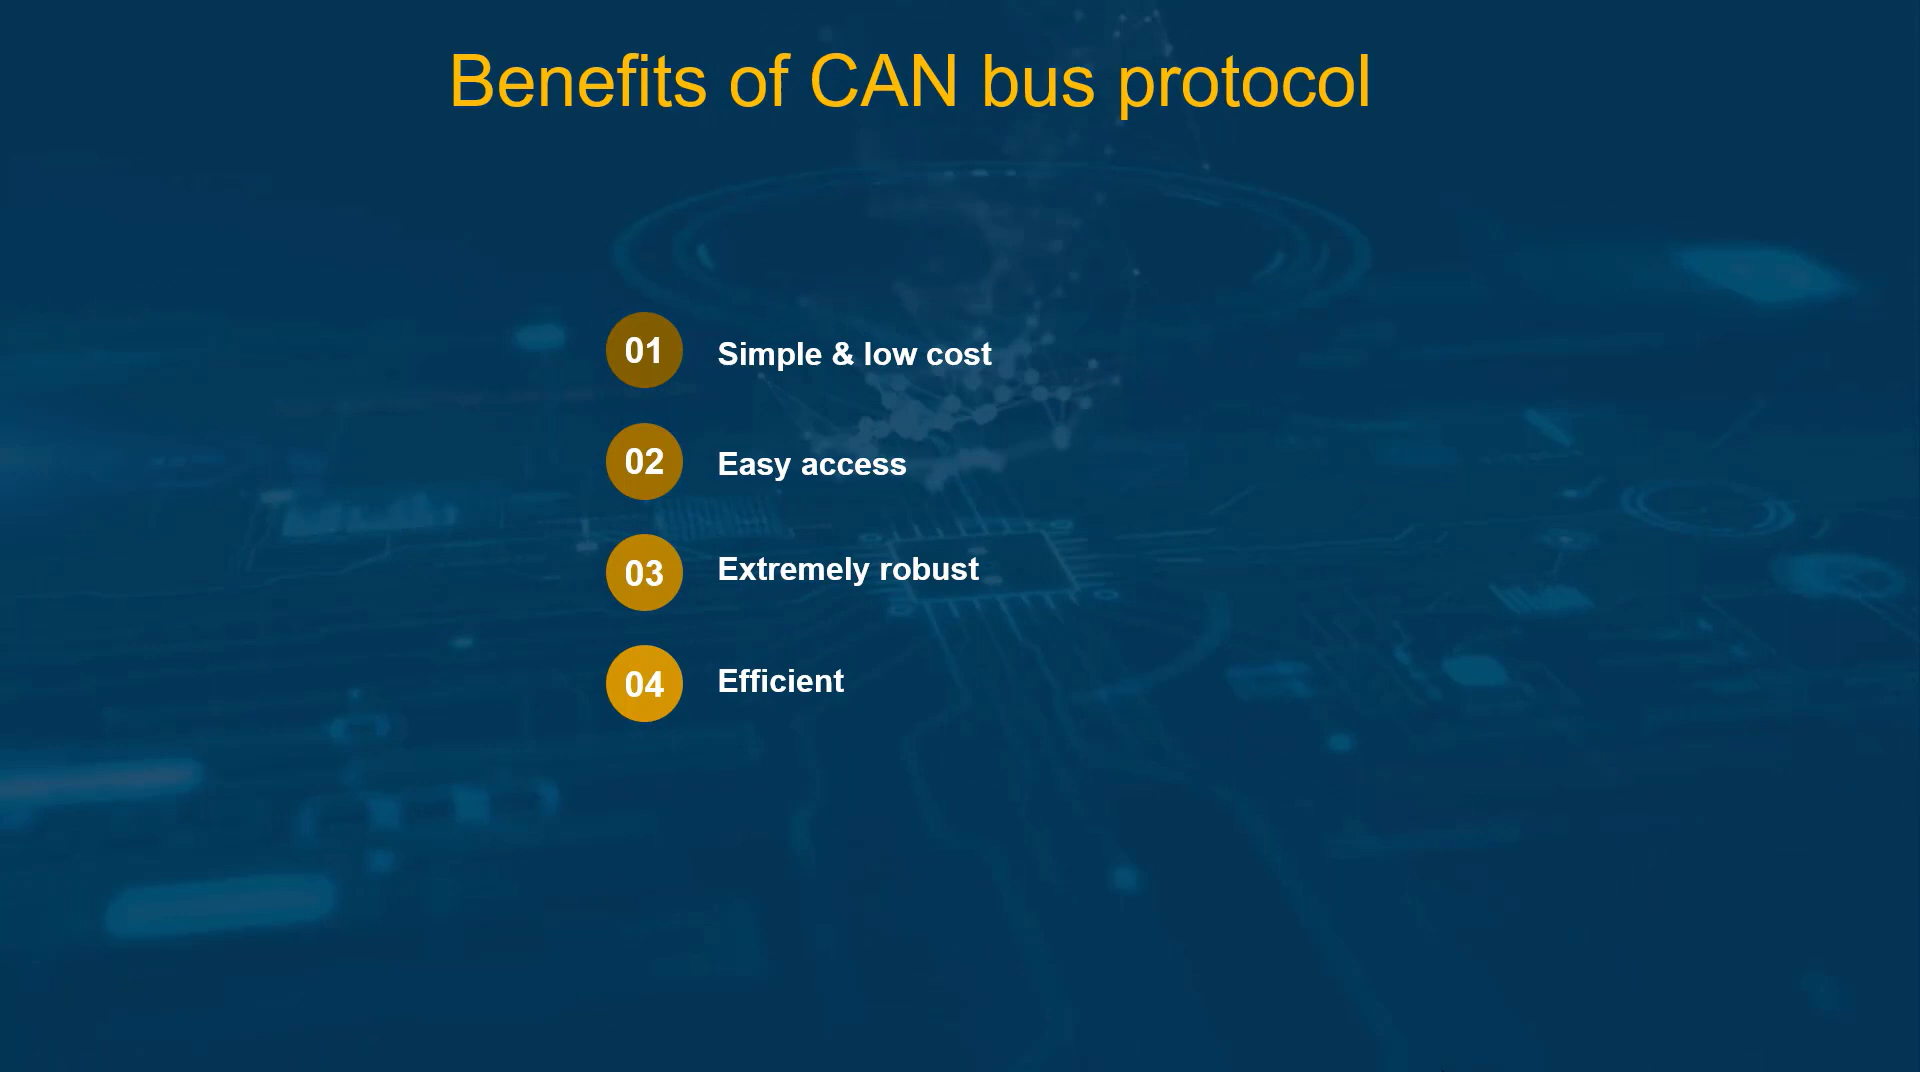 Benefits of CAN bus protocol
01 Simple & low cost
02 Easy access
03 Extremely robust
04 Efficient